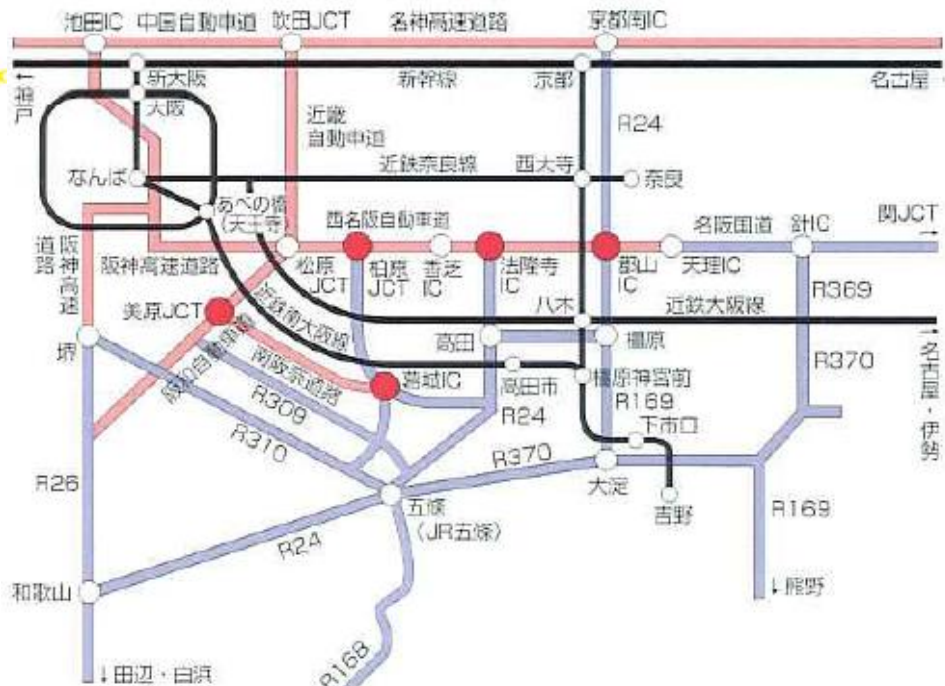 池田IC 中国自動車道 吹田JCT 名神高速道路 京都南IC
←神戸
新大阪 新幹線 京都 名古屋
大阪
近畿
自動車道
R24
なんば 近鉄奈良線 西大寺 奈良
あべの橋
(天王寺)
西名阪自動車道 名阪国道 針IC 関JCT
→
阪神高速
道路
阪神高速道路 松原
JCT
柏原
JCT
香芝
IC
法隆寺
IC
郡山
IC
天理IC
美原JCT 近鉄南大阪線 八木 近鉄大阪線 R369
→名古屋・伊勢
堺 阪和自動車道 南阪奈道路 高田 橿原 R370
葛城IC 高田市 橿原神宮前
R309 R24 R169
R310 下市口
R26 R370 大淀
五條
(JR五條)
吉野 R169
R24
和歌山 ↓熊野
R168
↓田辺・白浜